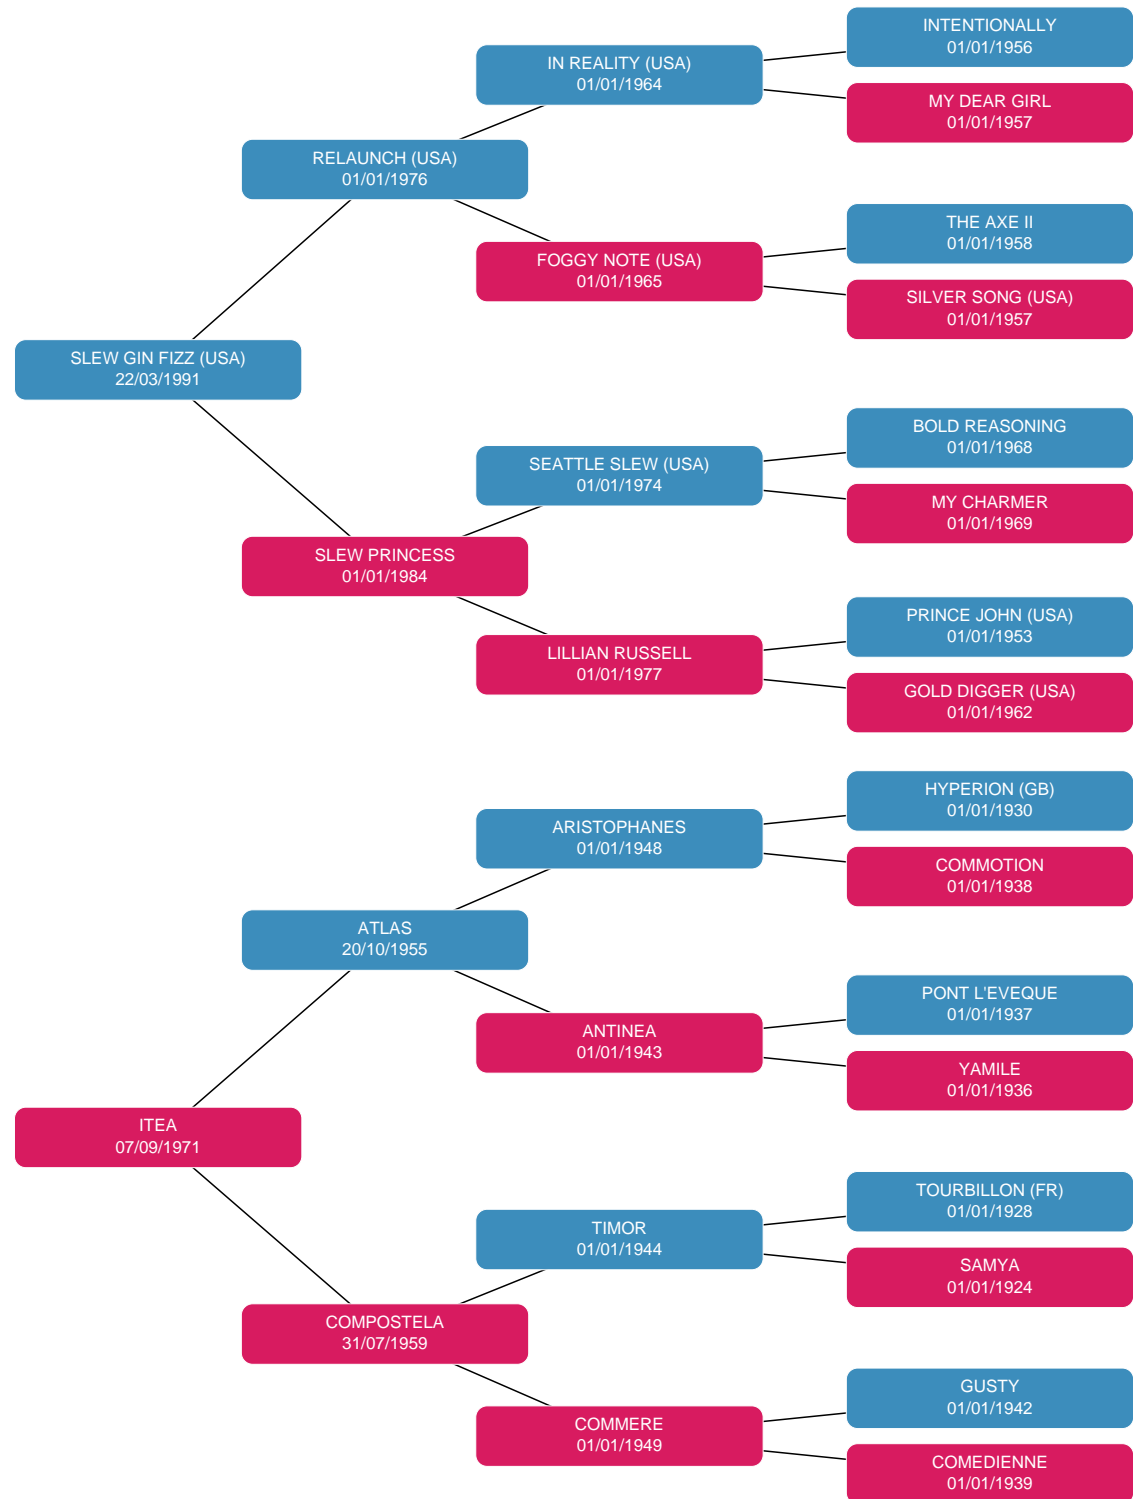 INTENTIONALLY
01/01/1956
IN REALITY (USA)
01/01/1964
MY DEAR GIRL
01/01/1957
RELAUNCH (USA)
01/01/1976
THE AXE II
01/01/1958
FOGGY NOTE (USA)
01/01/1965
SILVER SONG (USA)
01/01/1957
SLEW GIN FIZZ (USA)
22/03/1991
BOLD REASONING
01/01/1968
SEATTLE SLEW (USA)
01/01/1974
MY CHARMER
01/01/1969
SLEW PRINCESS
01/01/1984
PRINCE JOHN (USA)
01/01/1953
LILLIAN RUSSELL
01/01/1977
GOLD DIGGER (USA)
01/01/1962
HYPERION (GB)
01/01/1930
ARISTOPHANES
01/01/1948
COMMOTION
01/01/1938
ATLAS
20/10/1955
PONT L'EVEQUE
01/01/1937
ANTINEA
01/01/1943
YAMILE
01/01/1936
ITEA
07/09/1971
TOURBILLON (FR)
01/01/1928
TIMOR
01/01/1944
SAMYA
01/01/1924
COMPOSTELA
31/07/1959
GUSTY
01/01/1942
COMMERE
01/01/1949
COMEDIENNE
01/01/1939